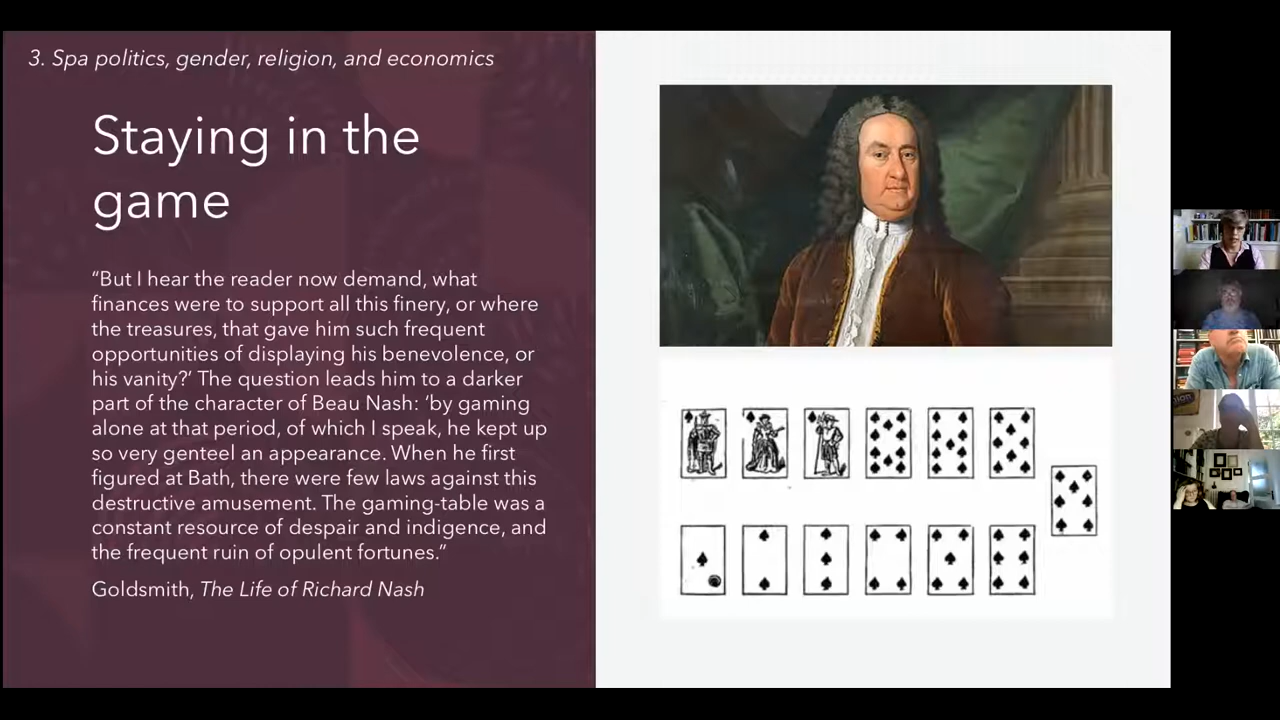 3. Spa politics, gender, religion, and economics
Staying in the
game
“But I hear the reader now demand, what
finances were to support all this finery, or where
the treasures, that gave him such frequent
opportunities of displaying his benevolence, or
his vanity?’ The question leads him to a darker
part of the character of Beau Nash: ‘by gaming
alone at that period, of which I speak, he kept up
so very genteel an appearance. When he first
figured at Bath, there were few laws against this
destructive amusement. The gaming-table was a
constant resource of despair and indigence, and
the frequent ruin of opulent fortunes.”
Goldsmith, The Life of Richard Nash